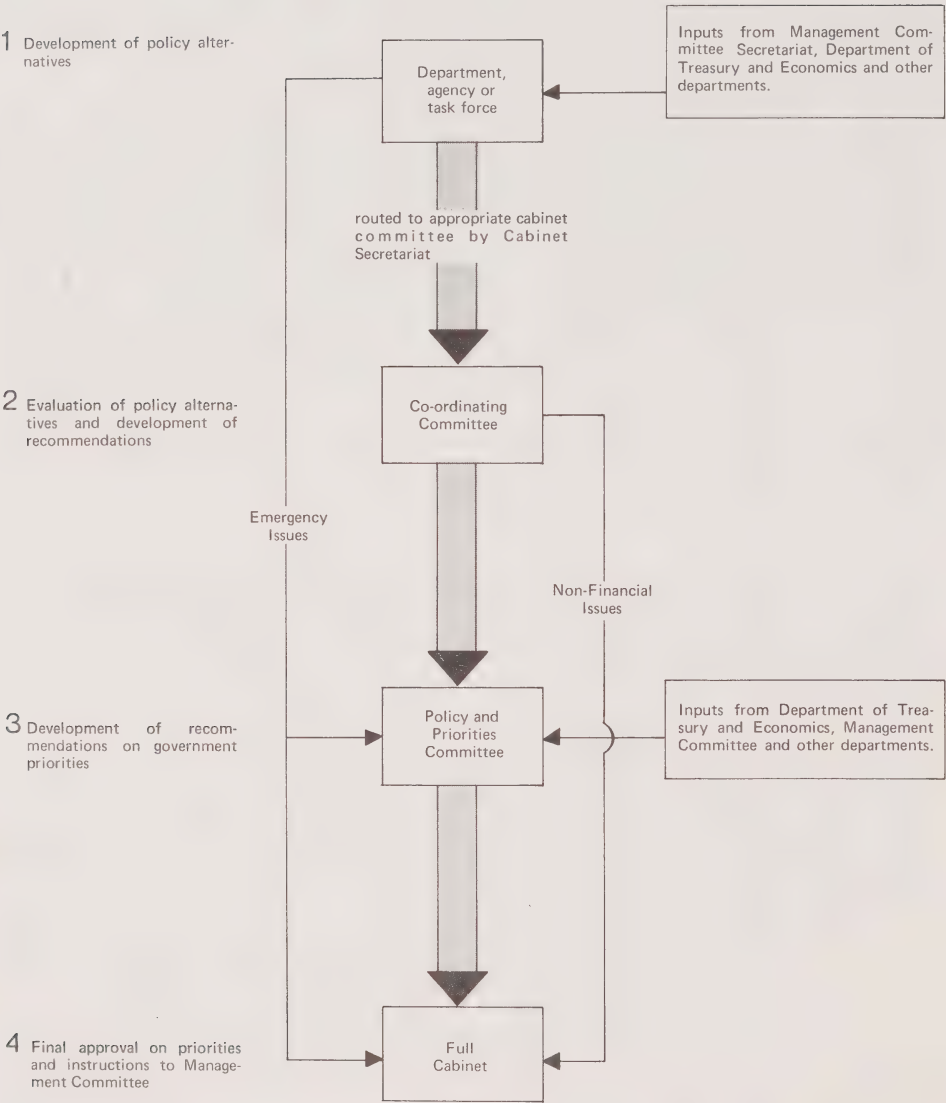 1 Development of policy alter-
natives
Department,
agency or
task force
Inputs from Management Com-
mittee Secretariat, Department of
Treasury and Economics and other
departments.
routed to appropriate cabinet
committee by Cabinet
Secretariat
2 Evaluation of policy alterna-
tives and development of
recommendations
Co-ordinating
Committee
Emergency
Issues
Non-Financial
Issues
3 Development of recom-
mendations on government
priorities
Policy and
Priorities
Committee
Inputs from Department of Trea-
sury and Economics, Management
Committee and other departments.
4 Final approval on priorities
and instructions to Manage-
ment Committee
Full
Cabinet